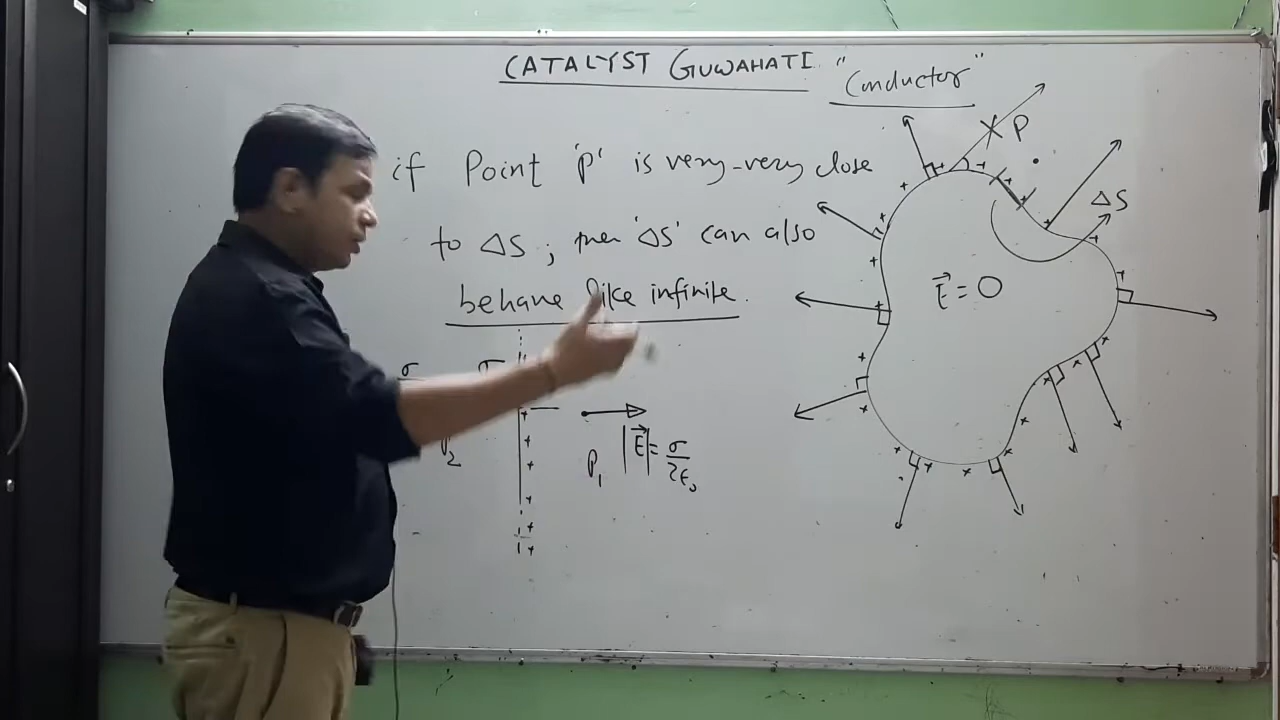 CATALYST GUWAHATI
"Conductor"
if Point 'P' is very-very close
to ΔS ; then 'ΔS' can also
behave like infinite.
P
ΔS
E⃗ = 0
σ
σ
P₂
P₁
|E⃗| = σ/2ε₀